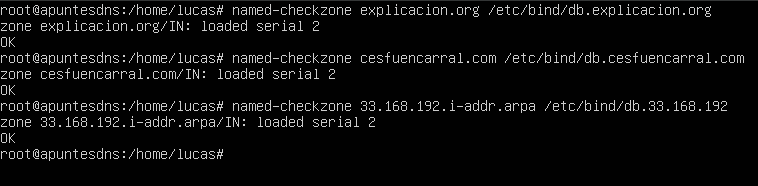 root@apuntesdns:/home/lucas# named-checkzone explicacion.org /etc/bind/db.explicacion.org
zone explicacion.org/IN: loaded serial 2
OK
root@apuntesdns:/home/lucas# named-checkzone cesfuencarral.com /etc/bind/db.cesfuencarral.com
zone cesfuencarral.com/IN: loaded serial 2
OK
root@apuntesdns:/home/lucas# named-checkzone 33.168.192.i-addr.arpa /etc/bind/db.33.168.192
zone 33.168.192.i-addr.arpa/IN: loaded serial 2
OK
root@apuntesdns:/home/lucas#